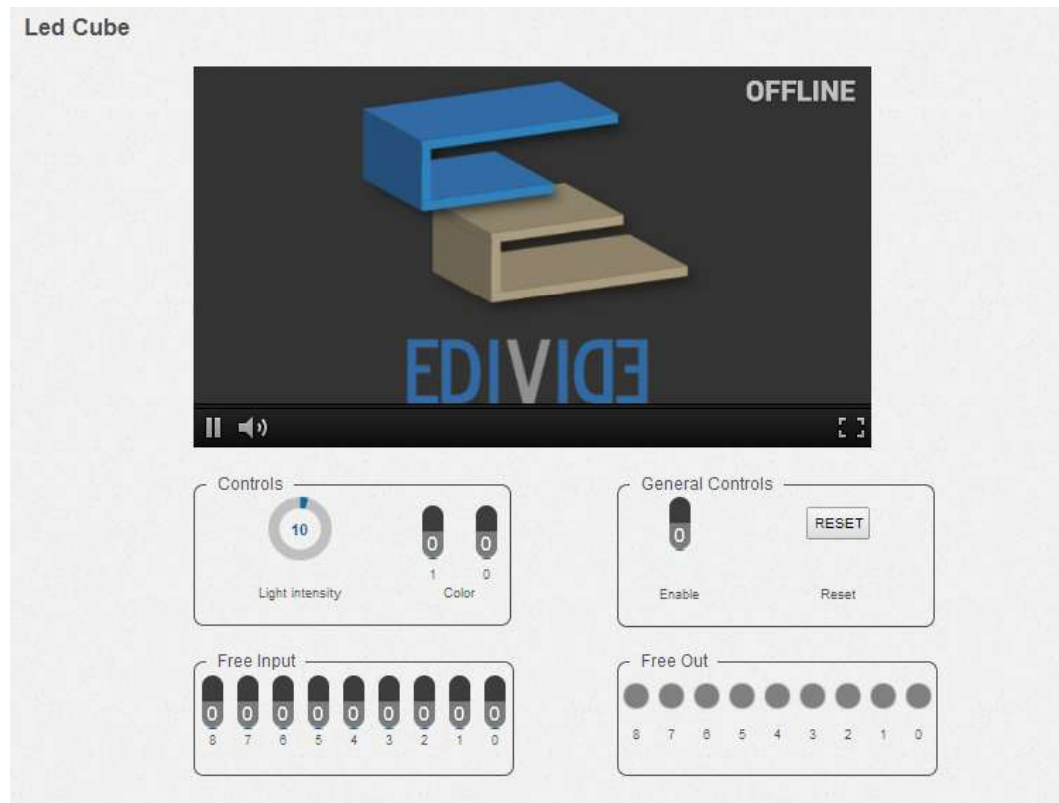 Led Cube
OFFLINE
EDIVIDE
Controls
10
0 0
1 0
Light intensity
Color
General Controls
0
RESET
Enable
Reset
Free Input
0 0 0 0 0 0 0 0 0
8 7 6 5 4 3 2 1 0
Free Out
8 7 6 5 4 3 2 1 0